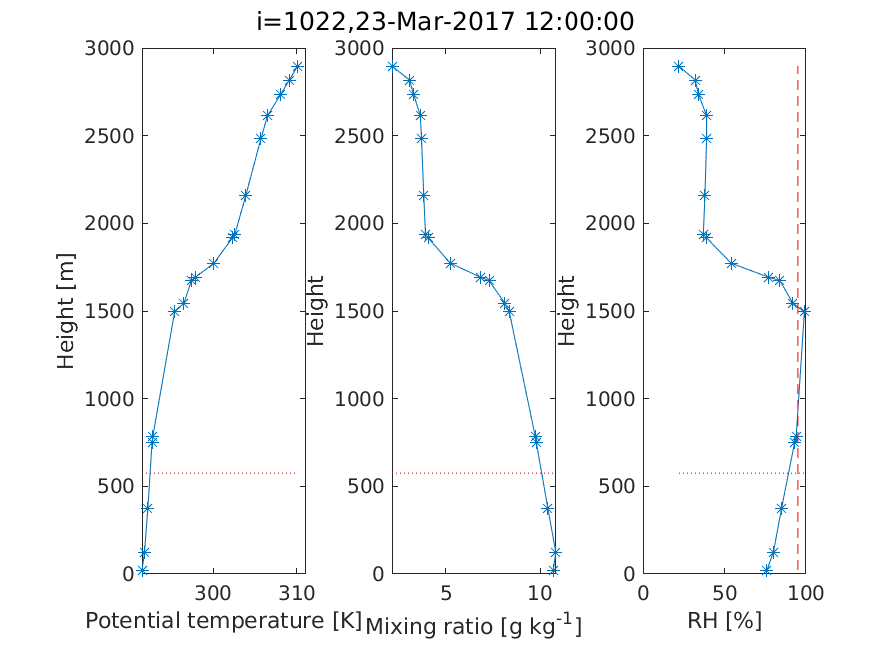 i=1022,23-Mar-2017 12:00:00
3000
2500
2000
1500
1000
500
0
Height [m]
300 310
Potential temperature [K]
3000
2500
2000
1500
1000
500
0
Height
5 10
Mixing ratio [g kg⁻¹]
3000
2500
2000
1500
1000
500
0
Height
0 50 100
RH [%]